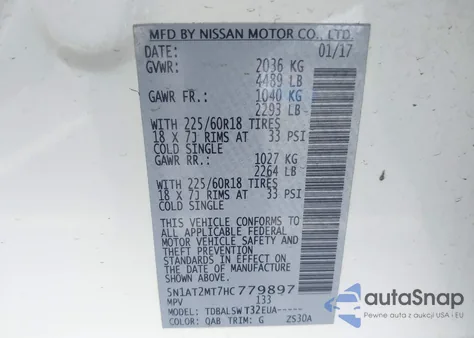 MFD BY NISSAN MOTOR CO., LTD.
DATE: 01/17
GVWR: 2036 KG
4489 LB
GAWR FR.: 1040 KG
2293 LB
WITH 225/60R18 TIRES
18 X 7J RIMS AT 33 PSI
COLD SINGLE
GAWR RR.: 1027 KG
2264 LB
WITH 225/60R18 TIRES
18 X 7J RIMS AT 33 PSI
COLD SINGLE
THIS VEHICLE CONFORMS TO
ALL APPLICABLE FEDERAL
MOTOR VEHICLE SAFETY AND
THEFT PREVENTION
STANDARDS IN EFFECT ON
THE DATE OF MANUFACTURE
SHOWN ABOVE.
5N1AT2MT7HC779897
MPV 133
MODEL: TDBALSWT32EUA-----
COLOR: QAB TRIM: G ZS30A
autoSnap
Pewne zakupy z aukcji USA